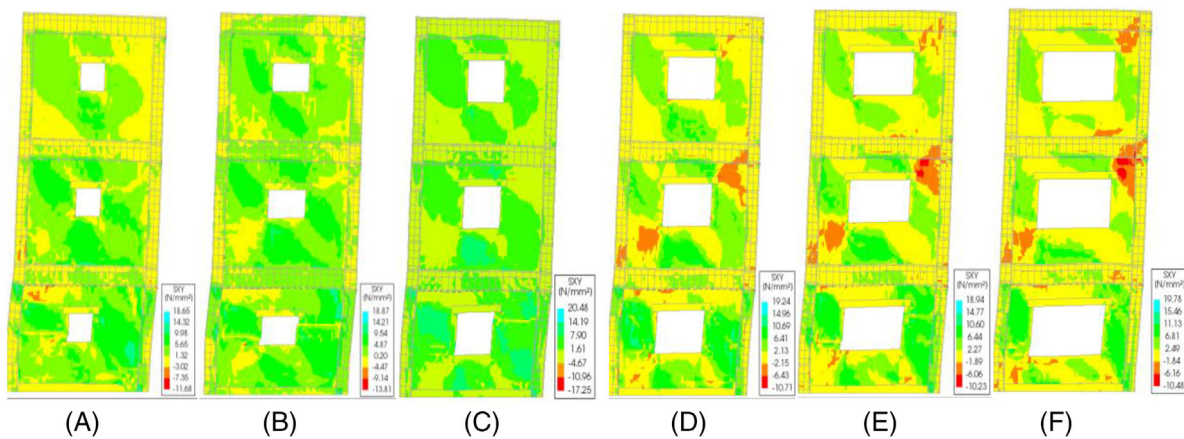 SXY
(N/mm²)
18.65
14.32
9.98
5.65
1.32
-3.02
-7.35
-11.68
SXY
(N/mm²)
18.87
14.21
9.54
4.87
0.20
-4.47
-9.14
-13.81
SXY
(N/mm²)
20.48
14.19
7.90
1.61
-4.67
-10.96
-17.25
SXY
(N/mm²)
19.24
14.96
10.69
6.41
2.13
-2.15
-6.43
-10.71
SXY
(N/mm²)
18.94
14.77
10.60
6.44
2.27
-1.89
-6.06
-10.23
SXY
(N/mm²)
19.78
15.46
11.13
6.81
2.49
-1.84
-6.16
-10.48
(A)
(B)
(C)
(D)
(E)
(F)